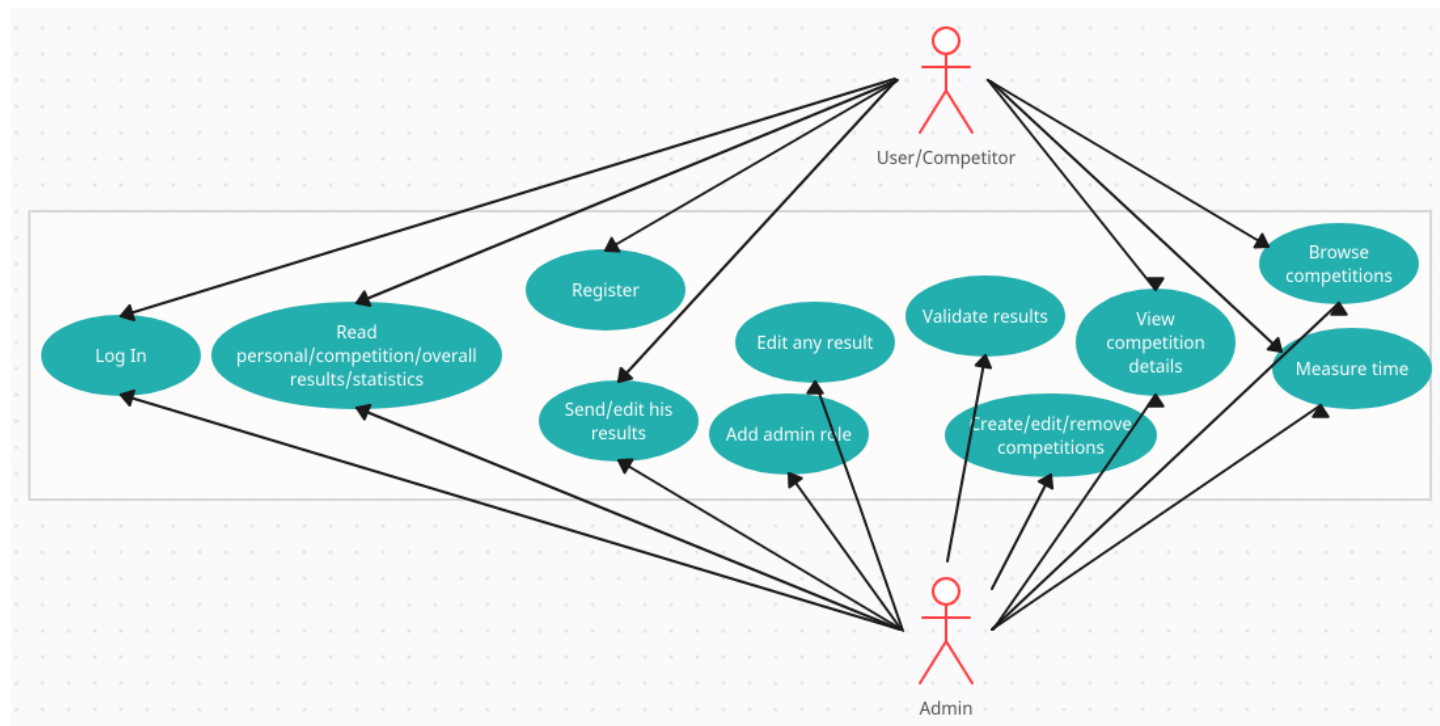 User/Competitor
Browse
competitions
Register
Validate results
View
competition
details
Read
personal/competition/overall
results/statistics
Log In
Edit any result
Measure time
Send/edit his
results
Add admin role
Create/edit/remove
competitions
Admin